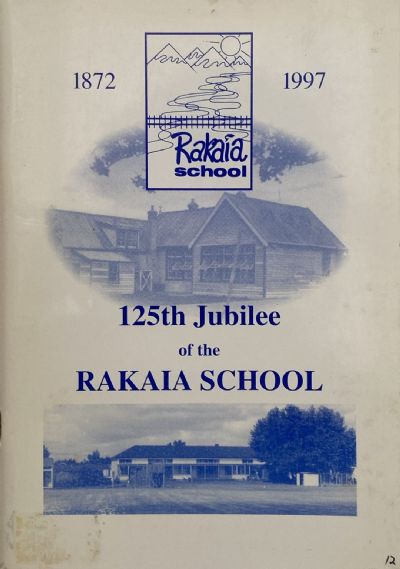 1872
1997
Rakaia
school
125th Jubilee
of the
RAKAIA SCHOOL
12